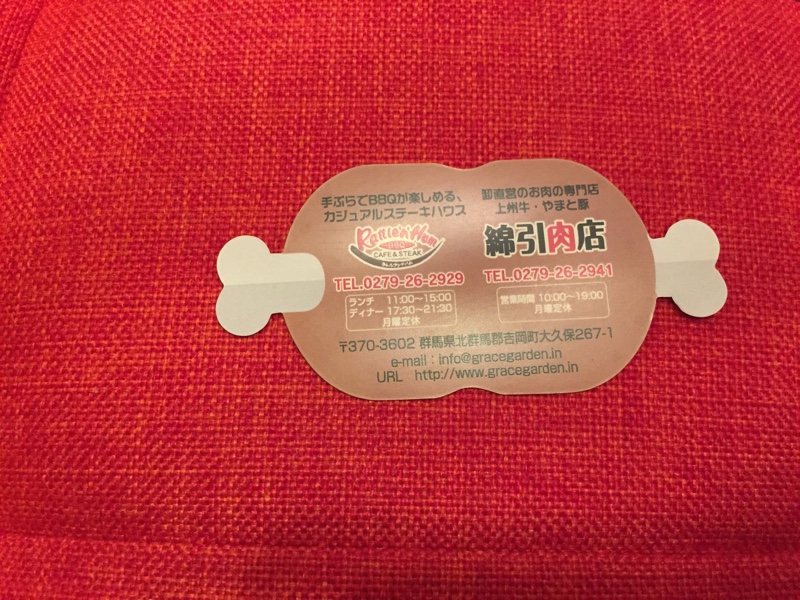 手ぶらでBBQが楽しめる、
カジュアルステーキハウス
BBQ
CAFE&STEAK
TEL.0279-26-2929
ランチ 11:00～15:00
ディナー 17:30～21:30
月曜定休
卸直営のお肉の専門店
上州牛・やまと豚
綿引肉店
TEL.0279-26-2941
営業時間 10:00～19:00
月曜定休
〒370-3602 群馬県北群馬郡吉岡町大久保267-1
e-mail：info@gracegarden.in
URL http://www.gracegarden.in